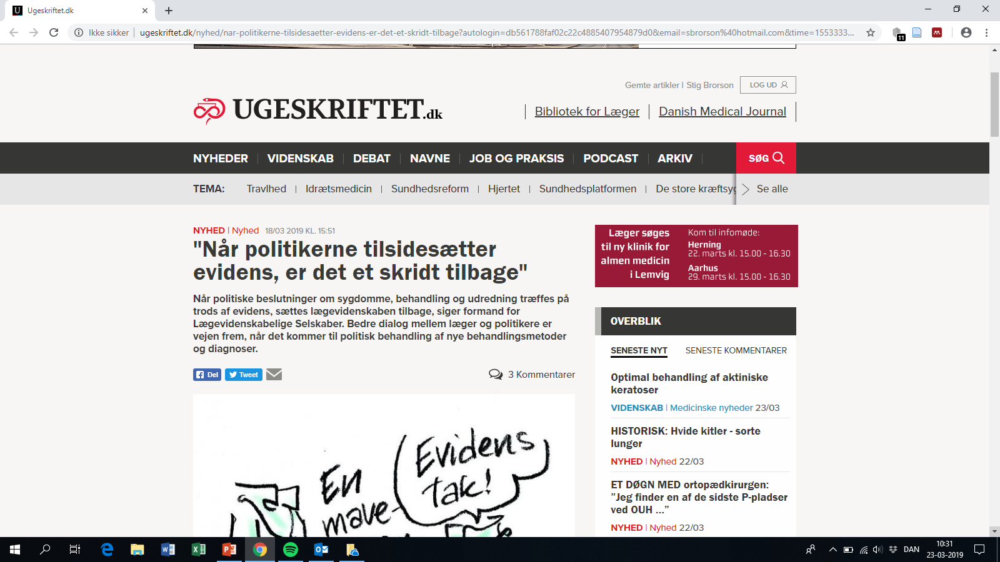 Ugeskriftet.dk
Ikke sikker
ugeskriftet.dk/nyhed/nar-politikerne-tilsidesaetter-evidens-er-det-et-skridt-tilbage?autologin=db561788faf02c22c4885407954879d0&email=sbrorson%40hotmail.com&time=1553333...
11
Gemte artikler | Stig Brorson
LOG UD
UGESKRIFTET.dk
Bibliotek for Læger
Danish Medical Journal
NYHEDER
VIDENSKAB
DEBAT
NAVNE
JOB OG PRAKSIS
PODCAST
ARKIV
SØG
TEMA:
Travlhed
Idrætsmedicin
Sundhedsreform
Hjertet
Sundhedsplatformen
De store kræftsyg
Se alle
NYHED | Nyhed 18/03 2019 KL. 15:51
"Når politikerne tilsidesætter
evidens, er det et skridt tilbage"
Når politiske beslutninger om sygdomme, behandling og udredning træffes på
trods af evidens, sættes lægevidenskaben tilbage, siger formand for
Lægevidenskabelige Selskaber. Bedre dialog mellem læger og politikere er
vejen frem, når det kommer til politisk behandling af nye behandlingsmetoder
og diagnoser.
Del
Tweet
3 Kommentarer
En
mave-
Evidens
tak!
Læger søges
til ny klinik for
almen medicin
i Lemvig
Kom til infomøde:
Herning
22. marts kl. 15.00 - 16.30
Aarhus
29. marts kl. 15.00 - 16.30
OVERBLIK
SENESTE NYT
SENESTE KOMMENTARER
Optimal behandling af aktiniske
keratoser
VIDENSKAB | Medicinske nyheder 23/03
HISTORISK: Hvide kitler - sorte
lunger
NYHED | Nyhed 22/03
ET DØGN MED ortopædkirurgen:
”Jeg finder en af de sidste P-pladser
ved OUH ...”
NYHED | Nyhed 22/03
DAN
10:31
23-03-2019